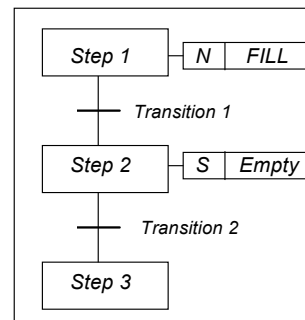 Step 1 N FILL
Transition 1
Step 2 S Empty
Transition 2
Step 3